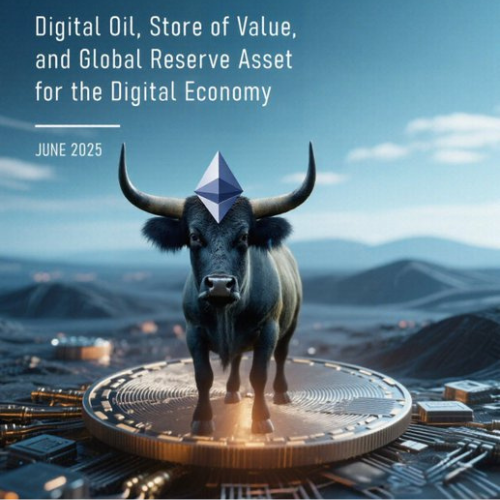 Digital Oil, Store of Value,
and Global Reserve Asset
for the Digital Economy
JUNE 2025